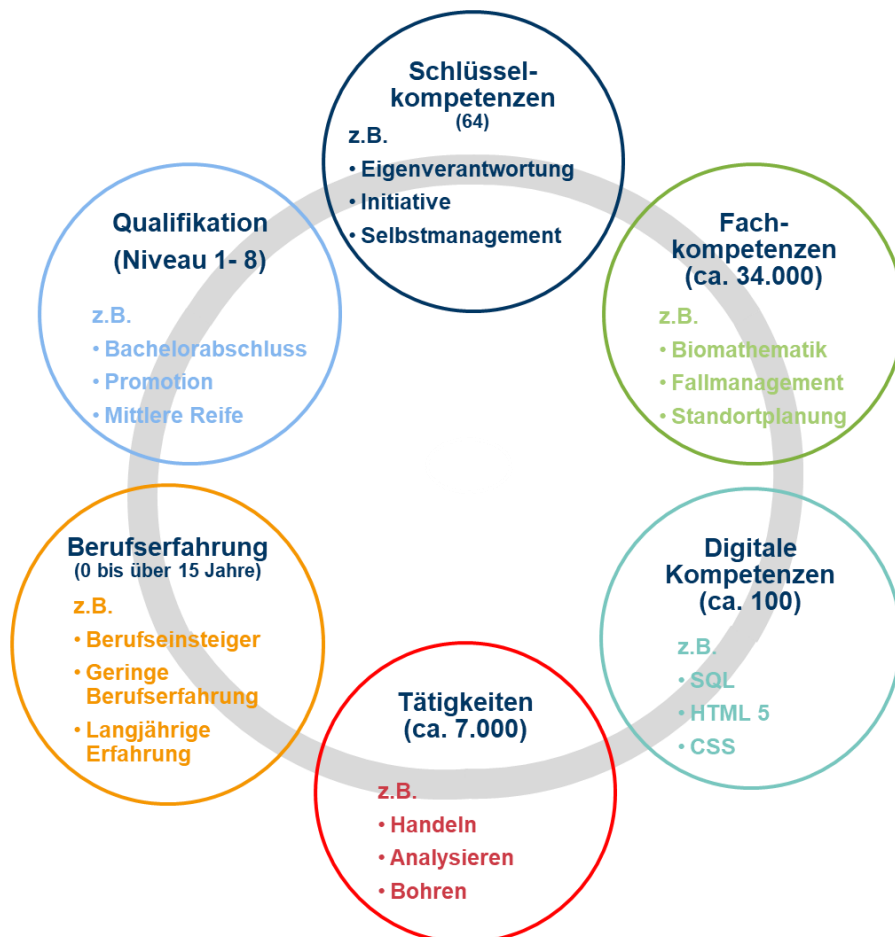 Schlüssel-
kompetenzen
(64)
z.B.
• Eigenverantwortung
• Initiative
• Selbstmanagement
Fach-
kompetenzen
(ca. 34.000)
z.B.
• Biomathematik
• Fallmanagement
• Standortplanung
Digitale
Kompetenzen
(ca. 100)
z.B.
• SQL
• HTML 5
• CSS
Tätigkeiten
(ca. 7.000)
z.B.
• Handeln
• Analysieren
• Bohren
Berufserfahrung
(0 bis über 15 Jahre)
z.B.
• Berufseinsteiger
• Geringe
Berufserfahrung
• Langjährige
Erfahrung
Qualifikation
(Niveau 1- 8)
z.B.
• Bachelorabschluss
• Promotion
• Mittlere Reife